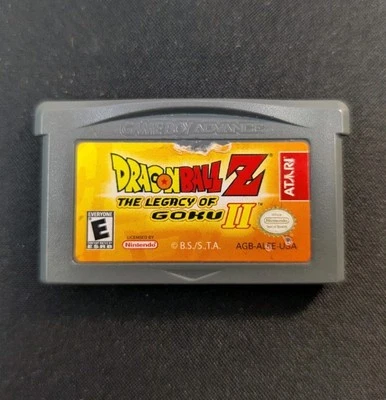 GAME BOY ADVANCE
DRAGON BALL Z
THE LEGACY OF
GOKU II
ATARI
EVERYONE
E
ESRB
LICENSED BY
Nintendo
© B.S./S.,T.A.
Nintendo
AGB-ALFE-USA